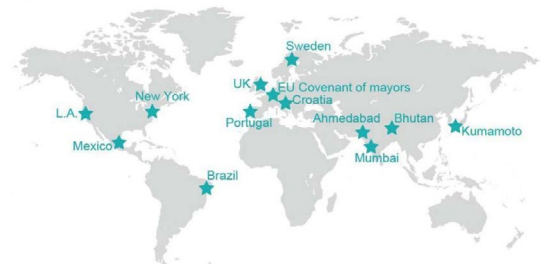 Sweden
UK
EU Covenant of mayors
Croatia
New York
L.A.
Portugal
Ahmedabad
Bhutan
Kumamoto
Mexico
Mumbai
Brazil